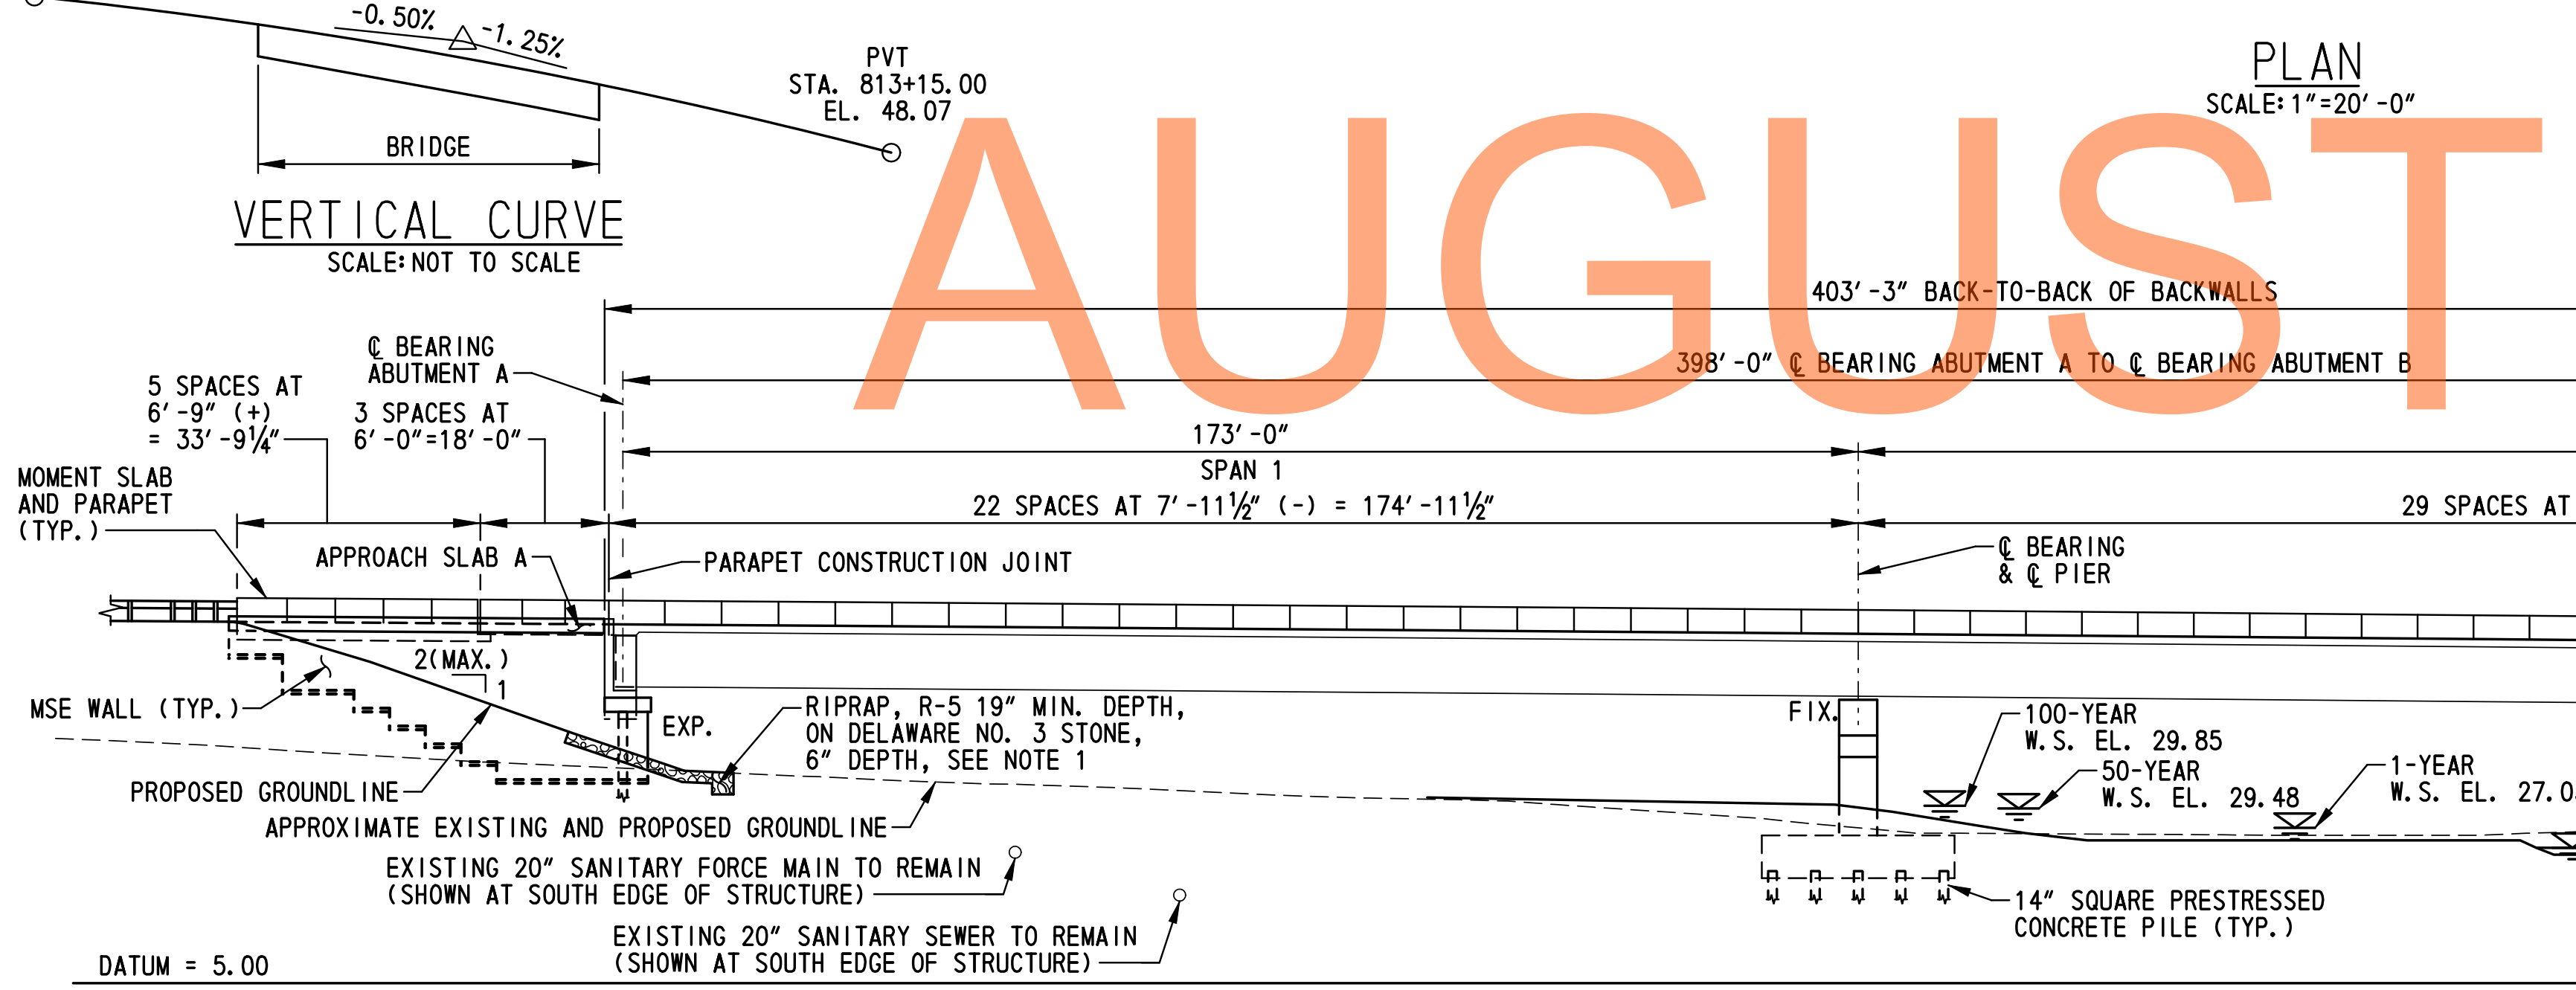 -0.50%
-1.25%
PVT
STA. 813+15.00
EL. 48.07
BRIDGE
VERTICAL CURVE
SCALE:NOT TO SCALE
PLAN
SCALE:1"=20'-0"
AUGUST
403'-3" BACK-TO-BACK OF BACKWALLS
398'-0" ℄ BEARING ABUTMENT A TO ℄ BEARING ABUTMENT B
℄ BEARING
ABUTMENT A
5 SPACES AT
6'-9" (+)
= 33'-9¼"
3 SPACES AT
6'-0"=18'-0"
173'-0"
SPAN 1
22 SPACES AT 7'-11½" (-) = 174'-11½"
29 SPACES AT
MOMENT SLAB
AND PARAPET
(TYP.)
APPROACH SLAB A
PARAPET CONSTRUCTION JOINT
℄ BEARING
& ℄ PIER
2(MAX.)
1
MSE WALL (TYP.)
EXP.
RIPRAP, R-5 19" MIN. DEPTH,
ON DELAWARE NO. 3 STONE,
6" DEPTH, SEE NOTE 1
FIX.
100-YEAR
W.S. EL. 29.85
50-YEAR
W.S. EL. 29.48
1-YEAR
W.S. EL. 27.0
PROPOSED GROUNDLINE
APPROXIMATE EXISTING AND PROPOSED GROUNDLINE
EXISTING 20" SANITARY FORCE MAIN TO REMAIN
(SHOWN AT SOUTH EDGE OF STRUCTURE)
14" SQUARE PRESTRESSED
CONCRETE PILE (TYP.)
EXISTING 20" SANITARY SEWER TO REMAIN
(SHOWN AT SOUTH EDGE OF STRUCTURE)
DATUM = 5.00